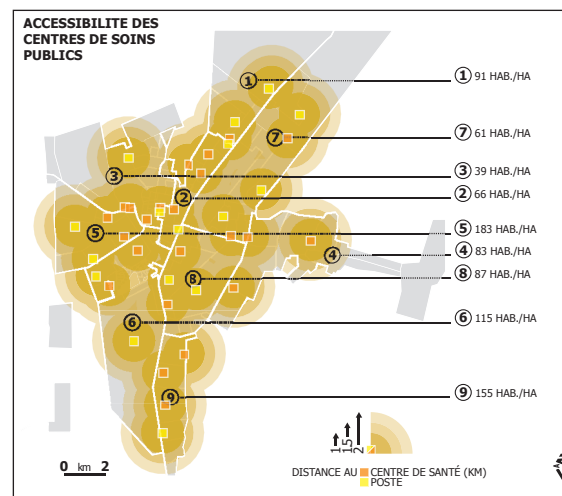 ACCESSIBILITE DES
CENTRES DE SOINS
PUBLICS
1
1 91 HAB./HA
7
7 61 HAB./HA
3
3 39 HAB./HA
2
2 66 HAB./HA
5
5 183 HAB./HA
4
4 83 HAB./HA
8
8 87 HAB./HA
6
6 115 HAB./HA
9
9 155 HAB./HA
1
1.5
2
0 km 2
DISTANCE AU CENTRE DE SANTÉ (KM)
POSTE